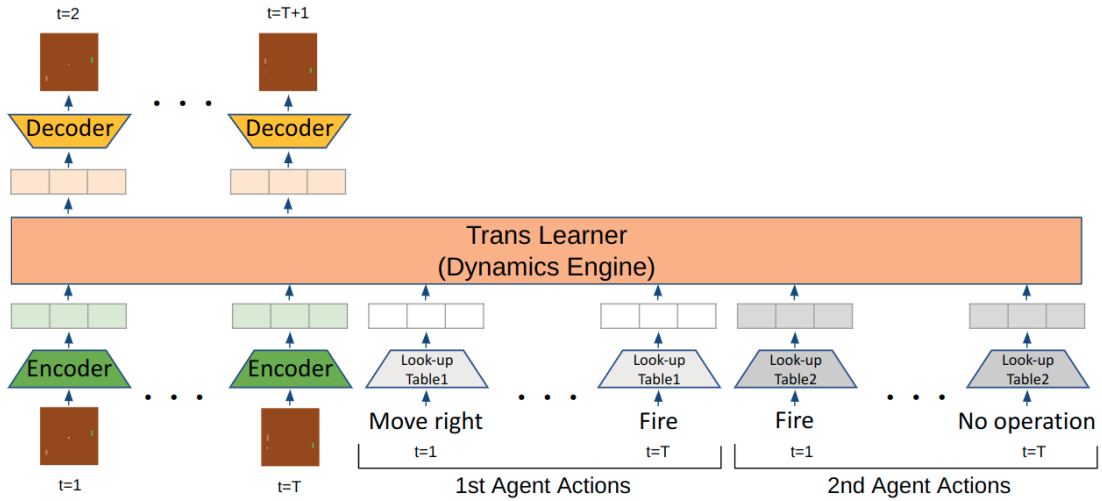 t=2
t=T+1
. . .
Decoder
Decoder
Trans Learner
(Dynamics Engine)
Encoder
Encoder
Look-up
Table1
Look-up
Table1
Look-up
Table2
Look-up
Table2
. . .
. . .
. . .
Move right
Fire
Fire
No operation
t=1
t=T
t=1
t=T
t=1
t=T
1st Agent Actions
2nd Agent Actions